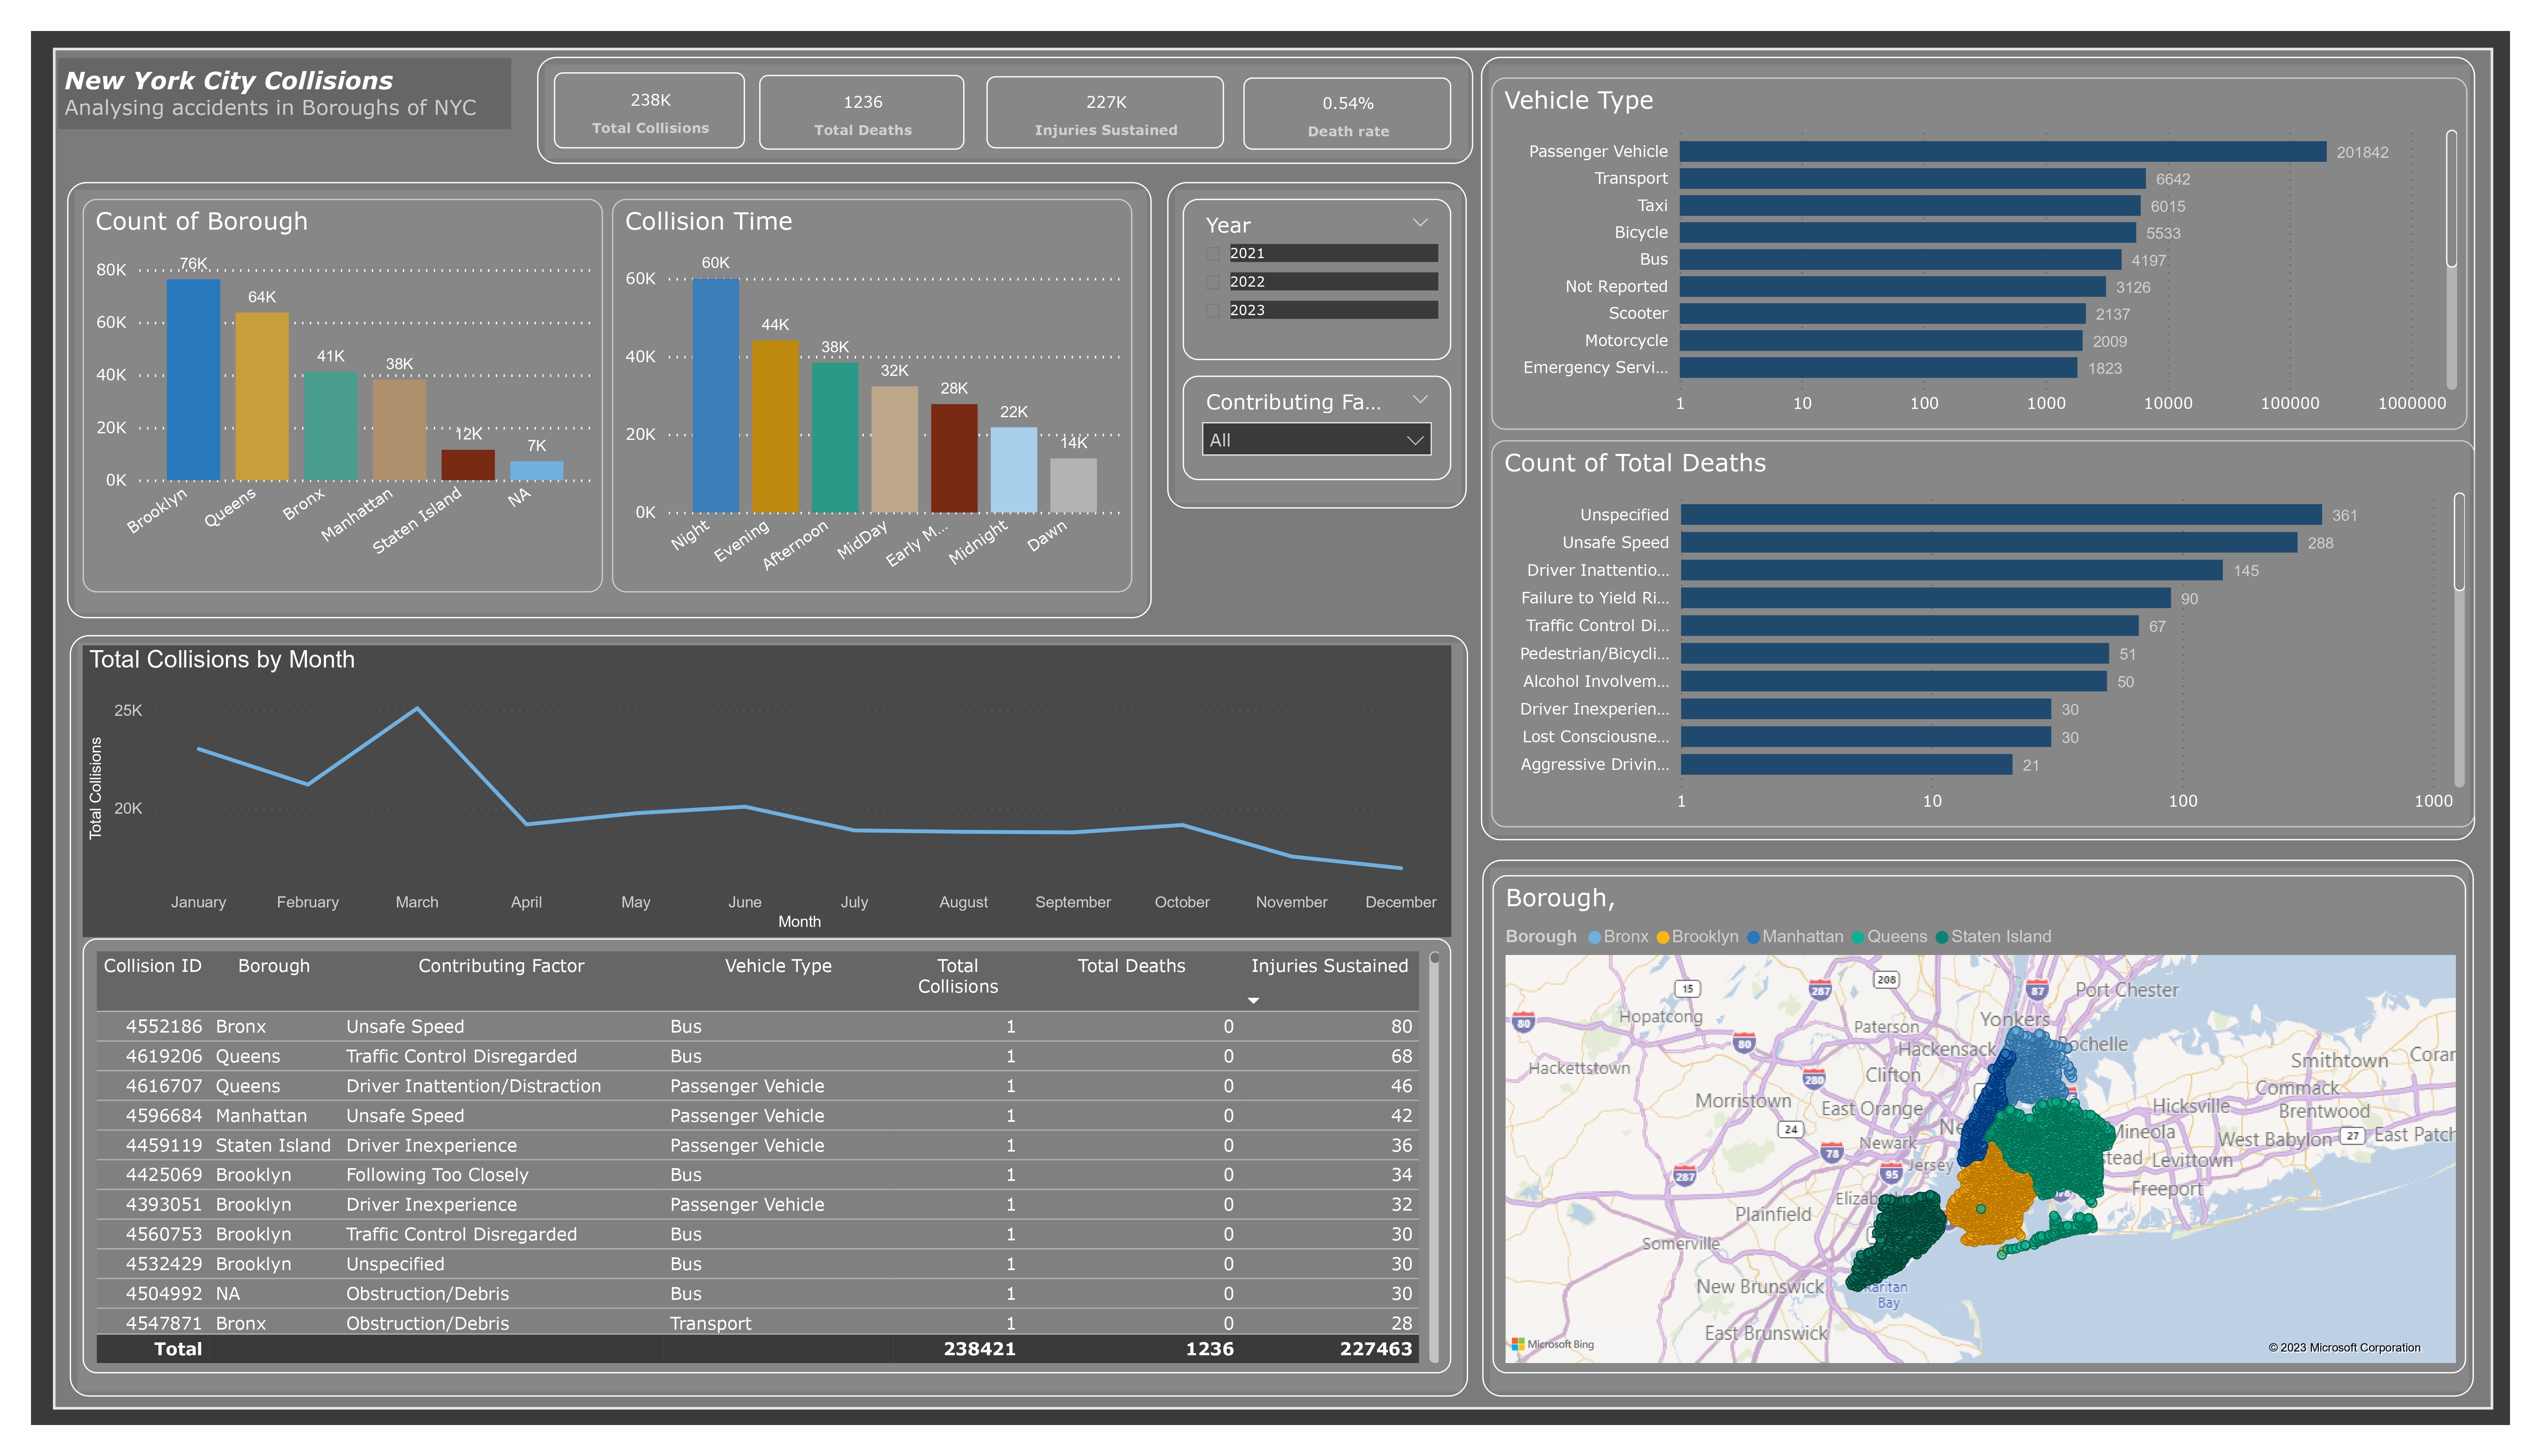 New York City Collisions
Analysing accidents in Boroughs of NYC
238K
Total Collisions
1236
Total Deaths
227K
Injuries Sustained
0.54%
Death rate
Count of Borough
80K
60K
40K
20K
0K
76K
64K
41K
38K
12K
7K
Brooklyn
Queens
Bronx
Manhattan
Staten Island
NA
Collision Time
60K
40K
20K
0K
60K
44K
38K
32K
28K
22K
14K
Night
Evening
Afternoon
MidDay
Early M...
Midnight
Dawn
Year
2021
2022
2023
Contributing Fa...
All
Vehicle Type
Passenger Vehicle 201842
Transport 6642
Taxi 6015
Bicycle 5533
Bus 4197
Not Reported 3126
Scooter 2137
Motorcycle 2009
Emergency Servi... 1823
1 10 100 1000 10000 100000 1000000
Count of Total Deaths
Unspecified 361
Unsafe Speed 288
Driver Inattentio... 145
Failure to Yield Ri... 90
Traffic Control Di... 67
Pedestrian/Bicycli... 51
Alcohol Involvem... 50
Driver Inexperien... 30
Lost Consciousne... 30
Aggressive Drivin... 21
1 10 100 1000
Total Collisions by Month
Total Collisions
25K
20K
January February March April May June July August September October November December
Month
Collision ID Borough Contributing Factor Vehicle Type Total Collisions Total Deaths Injuries Sustained
4552186 Bronx Unsafe Speed Bus 1 0 80
4619206 Queens Traffic Control Disregarded Bus 1 0 68
4616707 Queens Driver Inattention/Distraction Passenger Vehicle 1 0 46
4596684 Manhattan Unsafe Speed Passenger Vehicle 1 0 42
4459119 Staten Island Driver Inexperience Passenger Vehicle 1 0 36
4425069 Brooklyn Following Too Closely Bus 1 0 34
4393051 Brooklyn Driver Inexperience Passenger Vehicle 1 0 32
4560753 Brooklyn Traffic Control Disregarded Bus 1 0 30
4532429 Brooklyn Unspecified Bus 1 0 30
4504992 NA Obstruction/Debris Bus 1 0 30
4547871 Bronx Obstruction/Debris Transport 1 0 28
Total 238421 1236 227463
Borough,
Borough Bronx Brooklyn Manhattan Queens Staten Island
15
287
208
87
Port Chester
80
Hopatcong
Paterson
Yonkers
80
Hackensack
Rochelle
Smithtown
Corar
Hackettstown
280
Clifton
Commack
Morristown
East Orange
Hicksville
Brentwood
24
Newark
Ne
Mineola
West Babylon
27
East Patch
78
Jersey
stead
Levittown
287
95
Elizab
Freeport
Plainfield
Somerville
New Brunswick
Raritan
Bay
East Brunswick
Microsoft Bing
© 2023 Microsoft Corporation